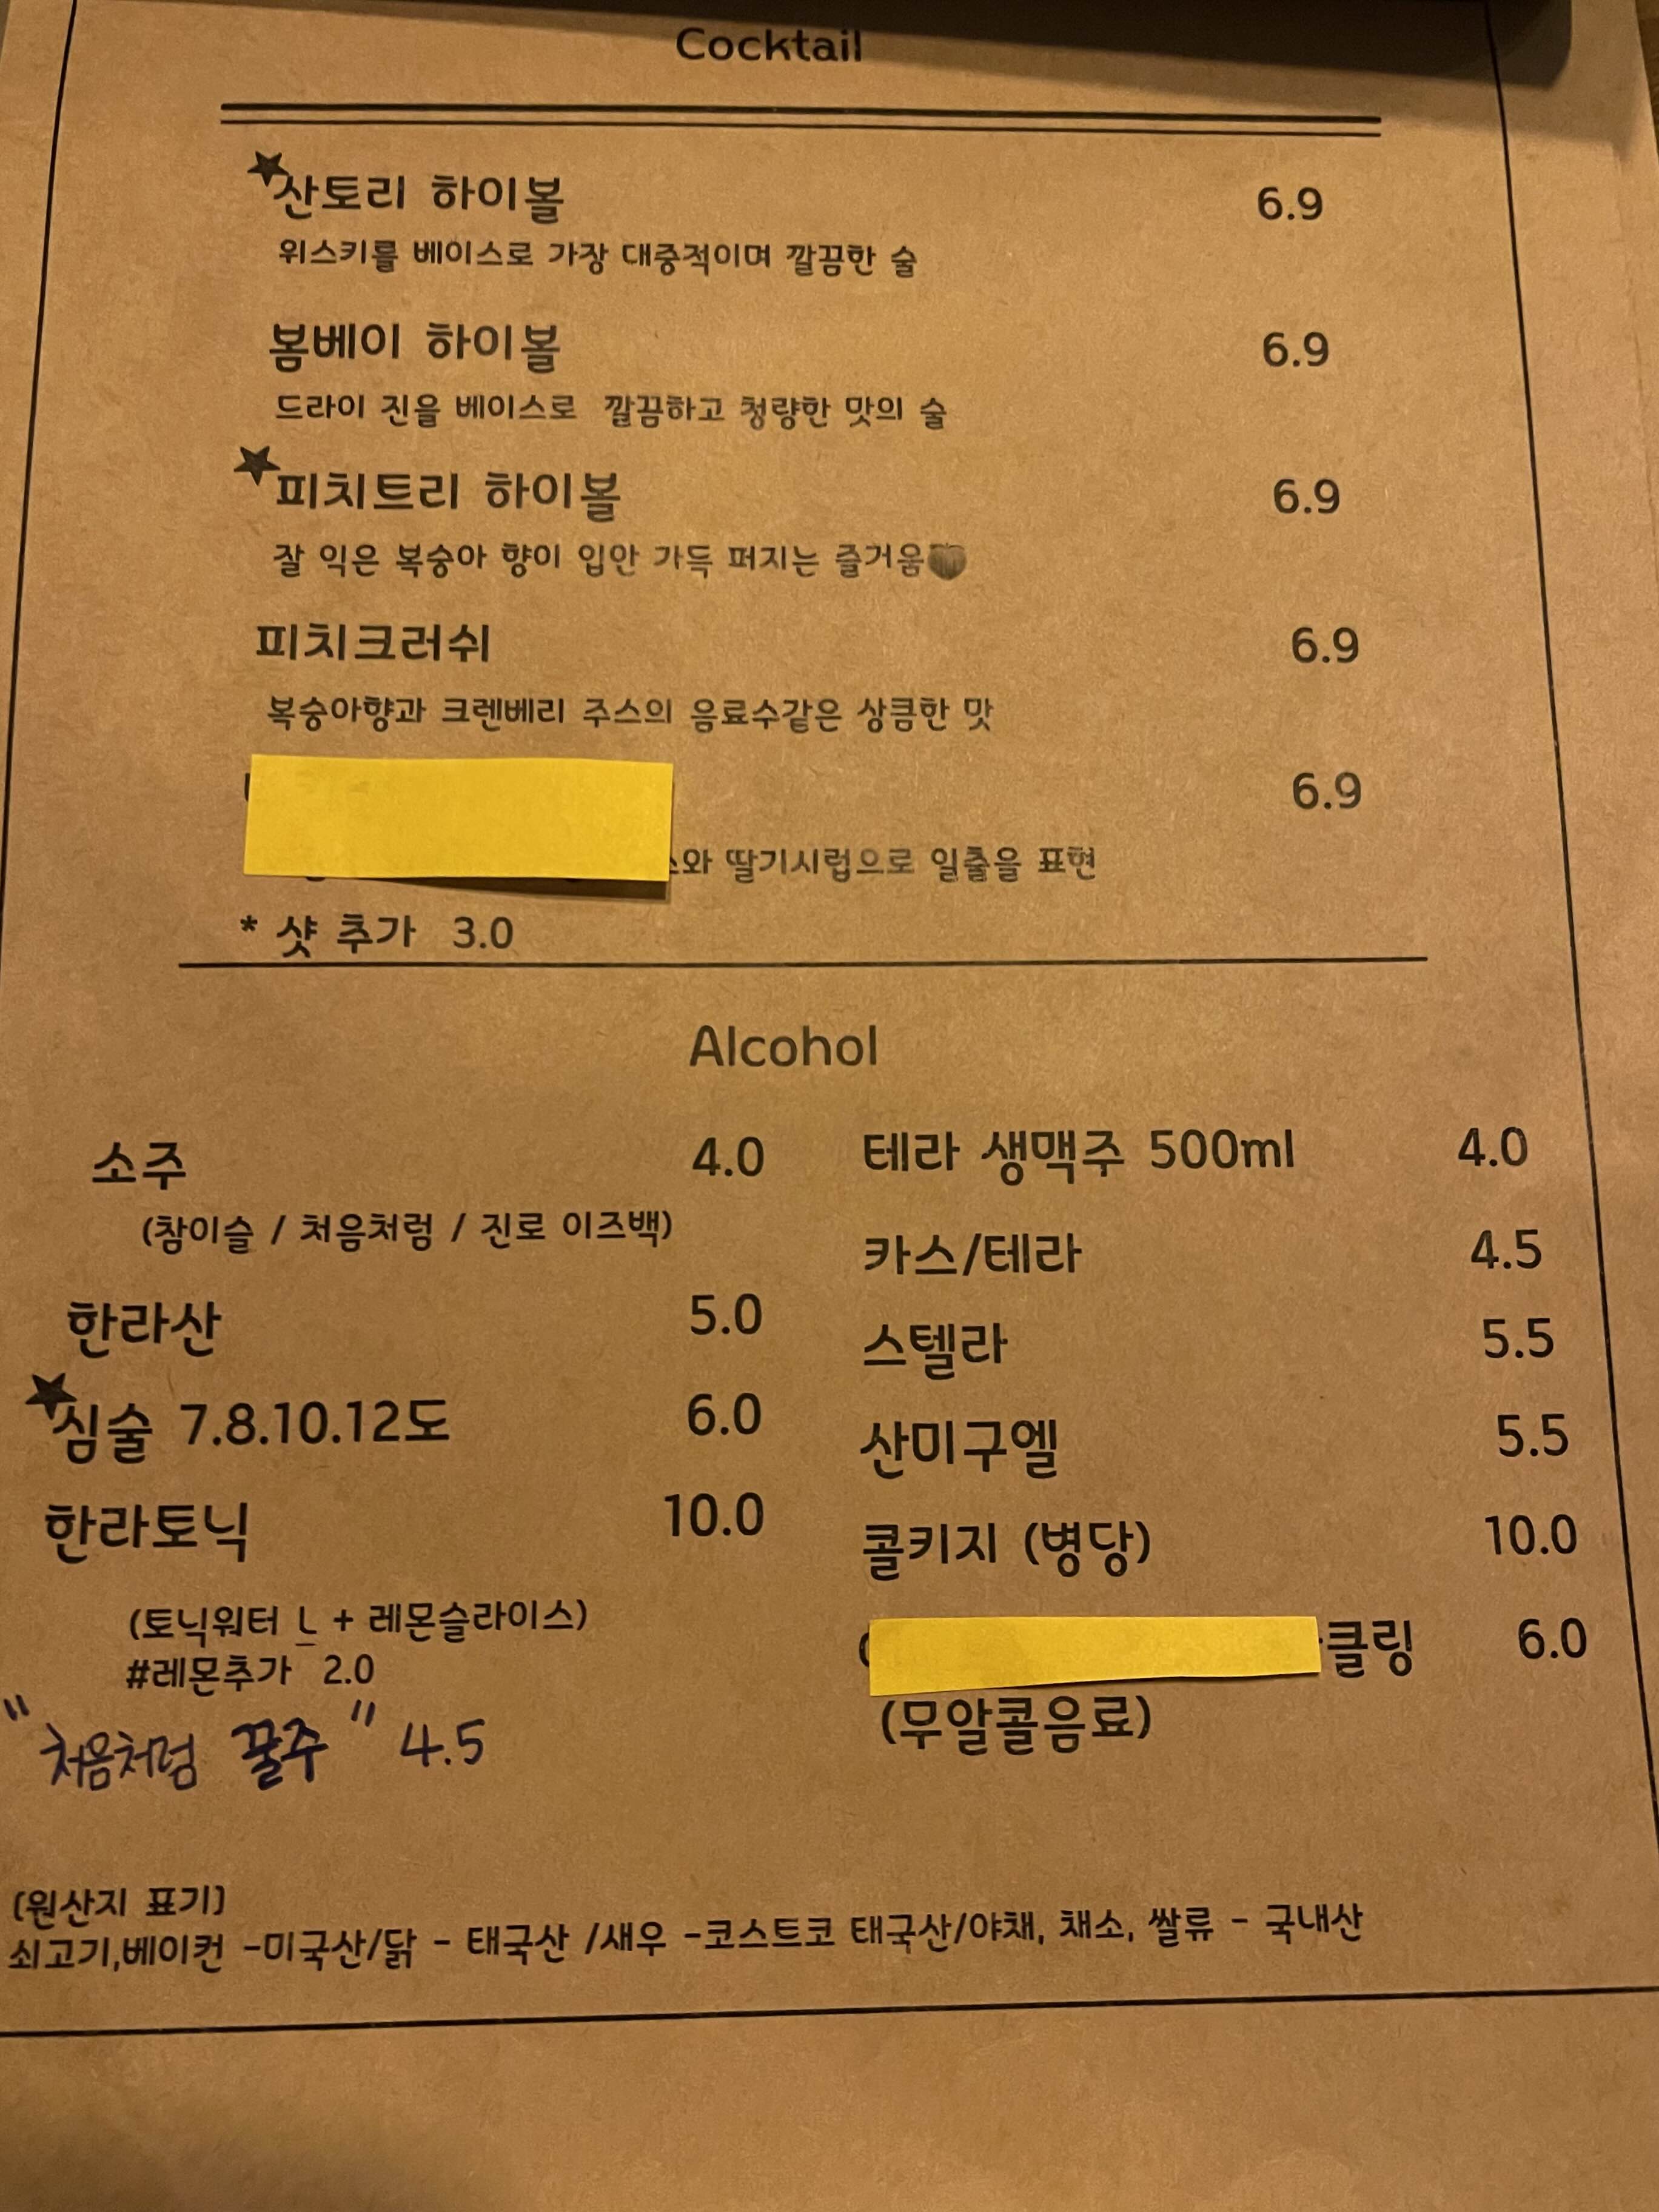 Cocktail
산토리 하이볼 6.9
위스키를 베이스로 가장 대중적이며 깔끔한 술
봄베이 하이볼 6.9
드라이 진을 베이스로 깔끔하고 청량한 맛의 술
피치트리 하이볼 6.9
잘 익은 복숭아 향이 입안 가득 퍼지는 즐거움
피치크러쉬 6.9
복숭아향과 크렌베리 주스의 음료수같은 상큼한 맛
6.9
딸기시럽으로 일출을 표현
* 샷 추가 3.0
Alcohol
소주 4.0
(참이슬 / 처음처럼 / 진로 이즈백)
한라산 5.0
심술 7.8.10.12도 6.0
한라토닉 10.0
(토닉워터 L + 레몬슬라이스)
#레몬추가 2.0
"처음처럼 꿀주" 4.5
테라 생맥주 500ml 4.0
카스/테라 4.5
스텔라 5.5
산미구엘 5.5
콜키지 (병당) 10.0
6.0
(무알콜음료)
(원산지 표기)
쇠고기,베이컨 -미국산/닭 - 태국산 /새우 -코스트코 태국산/야채, 채소, 쌀류 - 국내산